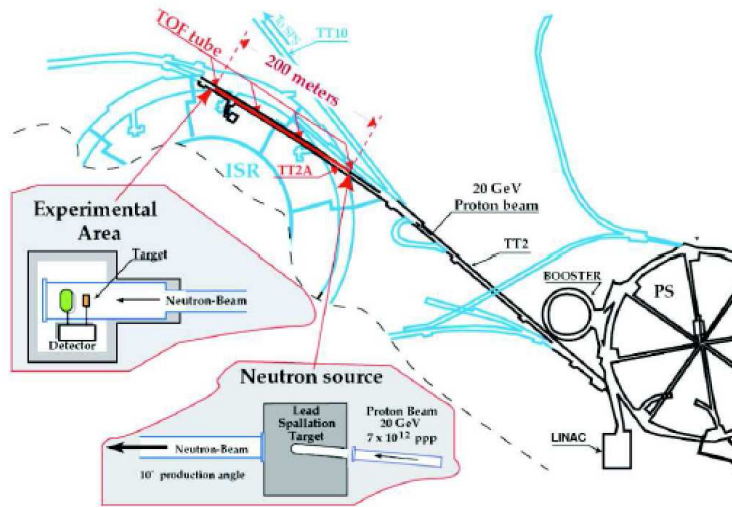 TOF tube
To SPS
TT10
200 meters
ISR
TT2A
20 GeV
Proton beam
TT2
BOOSTER
PS
LINAC
Experimental
Area
Target
Neutron-Beam
Detector
Neutron source
Lead
Spallation
Target
Proton Beam
20 GeV
7 x 10¹² ppp
Neutron-Beam
10° production angle